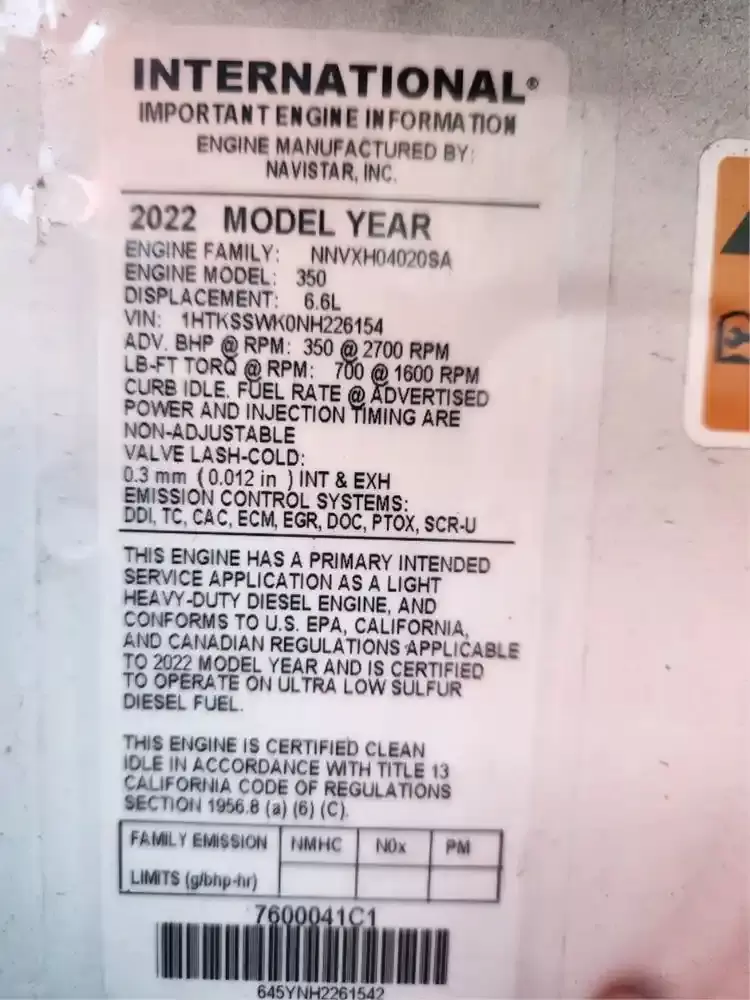 INTERNATIONAL®
IMPORTANT ENGINE INFORMATION
ENGINE MANUFACTURED BY:
NAVISTAR, INC.
2022 MODEL YEAR
ENGINE FAMILY: NNVXH04020SA
ENGINE MODEL: 350
DISPLACEMENT: 6.6L
VIN: 1HTKSSWK0NH226154
ADV. BHP @ RPM: 350 @ 2700 RPM
LB-FT TORQ @ RPM: 700 @ 1600 RPM
CURB IDLE. FUEL RATE @ ADVERTISED
POWER AND INJECTION TIMING ARE
NON-ADJUSTABLE
VALVE LASH-COLD:
0.3 mm (0.012 in ) INT & EXH
EMISSION CONTROL SYSTEMS:
DDI, TC, CAC, ECM, EGR, DOC, PTOX, SCR-U
THIS ENGINE HAS A PRIMARY INTENDED
SERVICE APPLICATION AS A LIGHT
HEAVY-DUTY DIESEL ENGINE, AND
CONFORMS TO U.S. EPA, CALIFORNIA,
AND CANADIAN REGULATIONS APPLICABLE
TO 2022 MODEL YEAR AND IS CERTIFIED
TO OPERATE ON ULTRA LOW SULFUR
DIESEL FUEL.
THIS ENGINE IS CERTIFIED CLEAN
IDLE IN ACCORDANCE WITH TITLE 13
CALIFORNIA CODE OF REGULATIONS
SECTION 1956.8 (a) (6) (C).
FAMILY EMISSION NMHC N0x PM
LIMITS (g/bhp-hr)
7600041C1
645YNH2261542